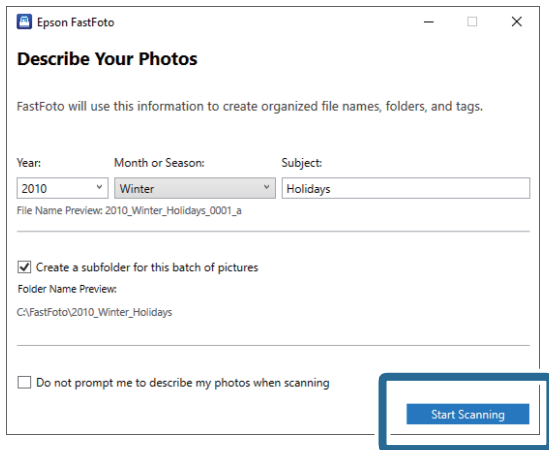 Epson FastFoto
Describe Your Photos
FastFoto will use this information to create organized file names, folders, and tags.
Year: Month or Season: Subject:
2010 Winter Holidays
File Name Preview: 2010_Winter_Holidays_0001_a
Create a subfolder for this batch of pictures
Folder Name Preview:
C:\FastFoto\2010_Winter_Holidays
Do not prompt me to describe my photos when scanning
Start Scanning